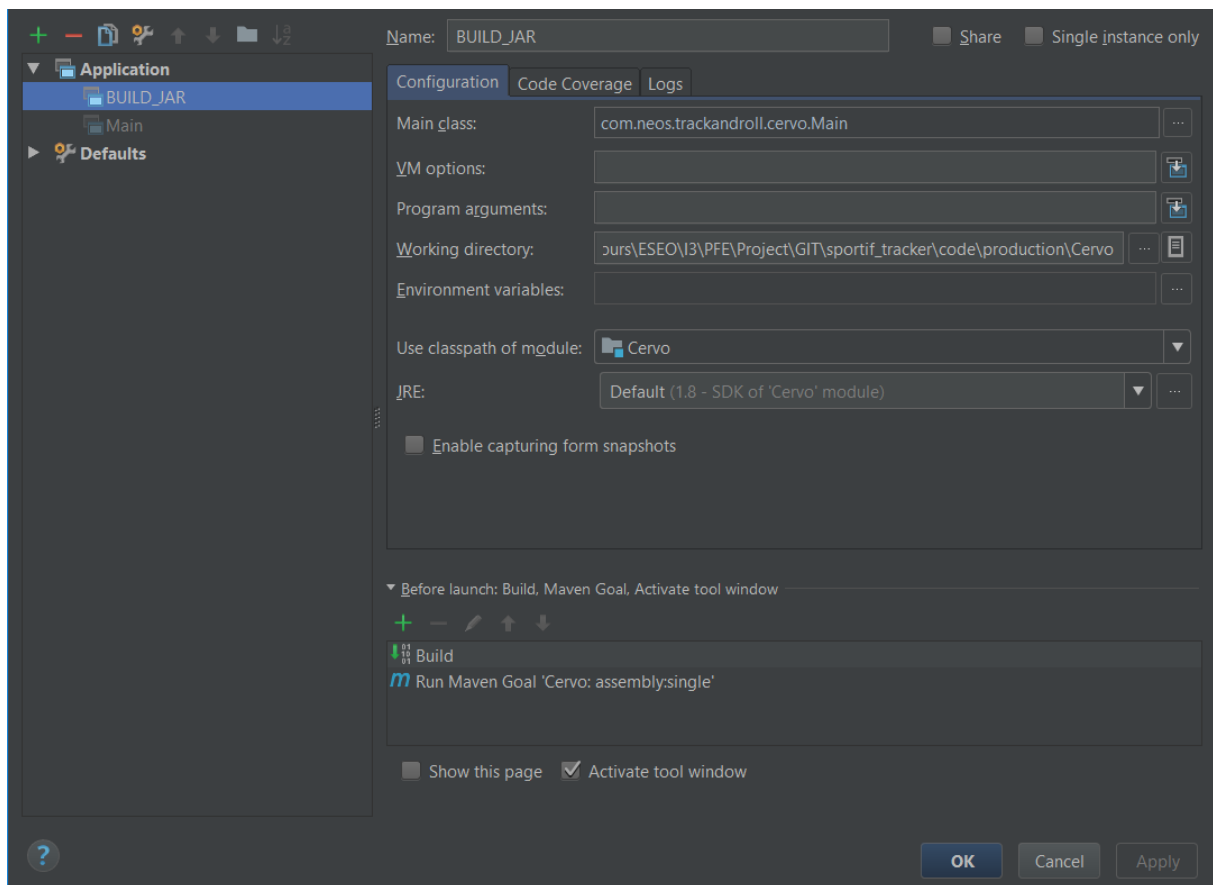 Name: BUILD_JAR Share Single instance only
Application
BUILD_JAR
Main
Defaults
Configuration Code Coverage Logs
Main class: com.neos.trackandroll.cervo.Main ...
VM options:
Program arguments:
Working directory: ours\ESEO\I3\PFE\Project\GIT\sportif_tracker\code\production\Cervo ...
Environment variables: ...
Use classpath of module: Cervo
JRE: Default (1.8 - SDK of 'Cervo' module) ...
Enable capturing form snapshots
Before launch: Build, Maven Goal, Activate tool window
Build
Run Maven Goal 'Cervo: assembly:single'
Show this page Activate tool window
? OK Cancel Apply